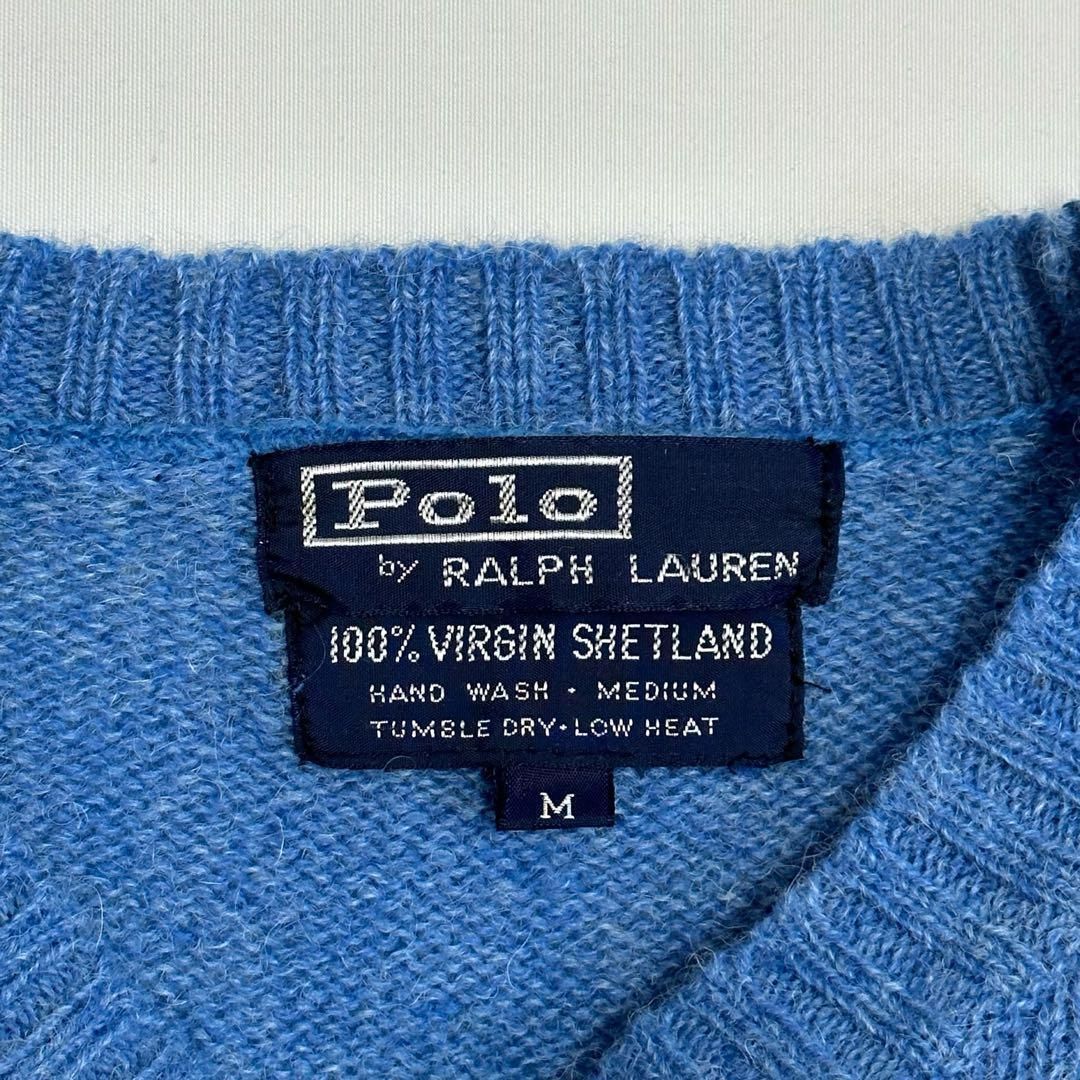 Polo
by RALPH LAUREN
100% VIRGIN SHETLAND
HAND WASH · MEDIUM
TUMBLE DRY · LOW HEAT
M